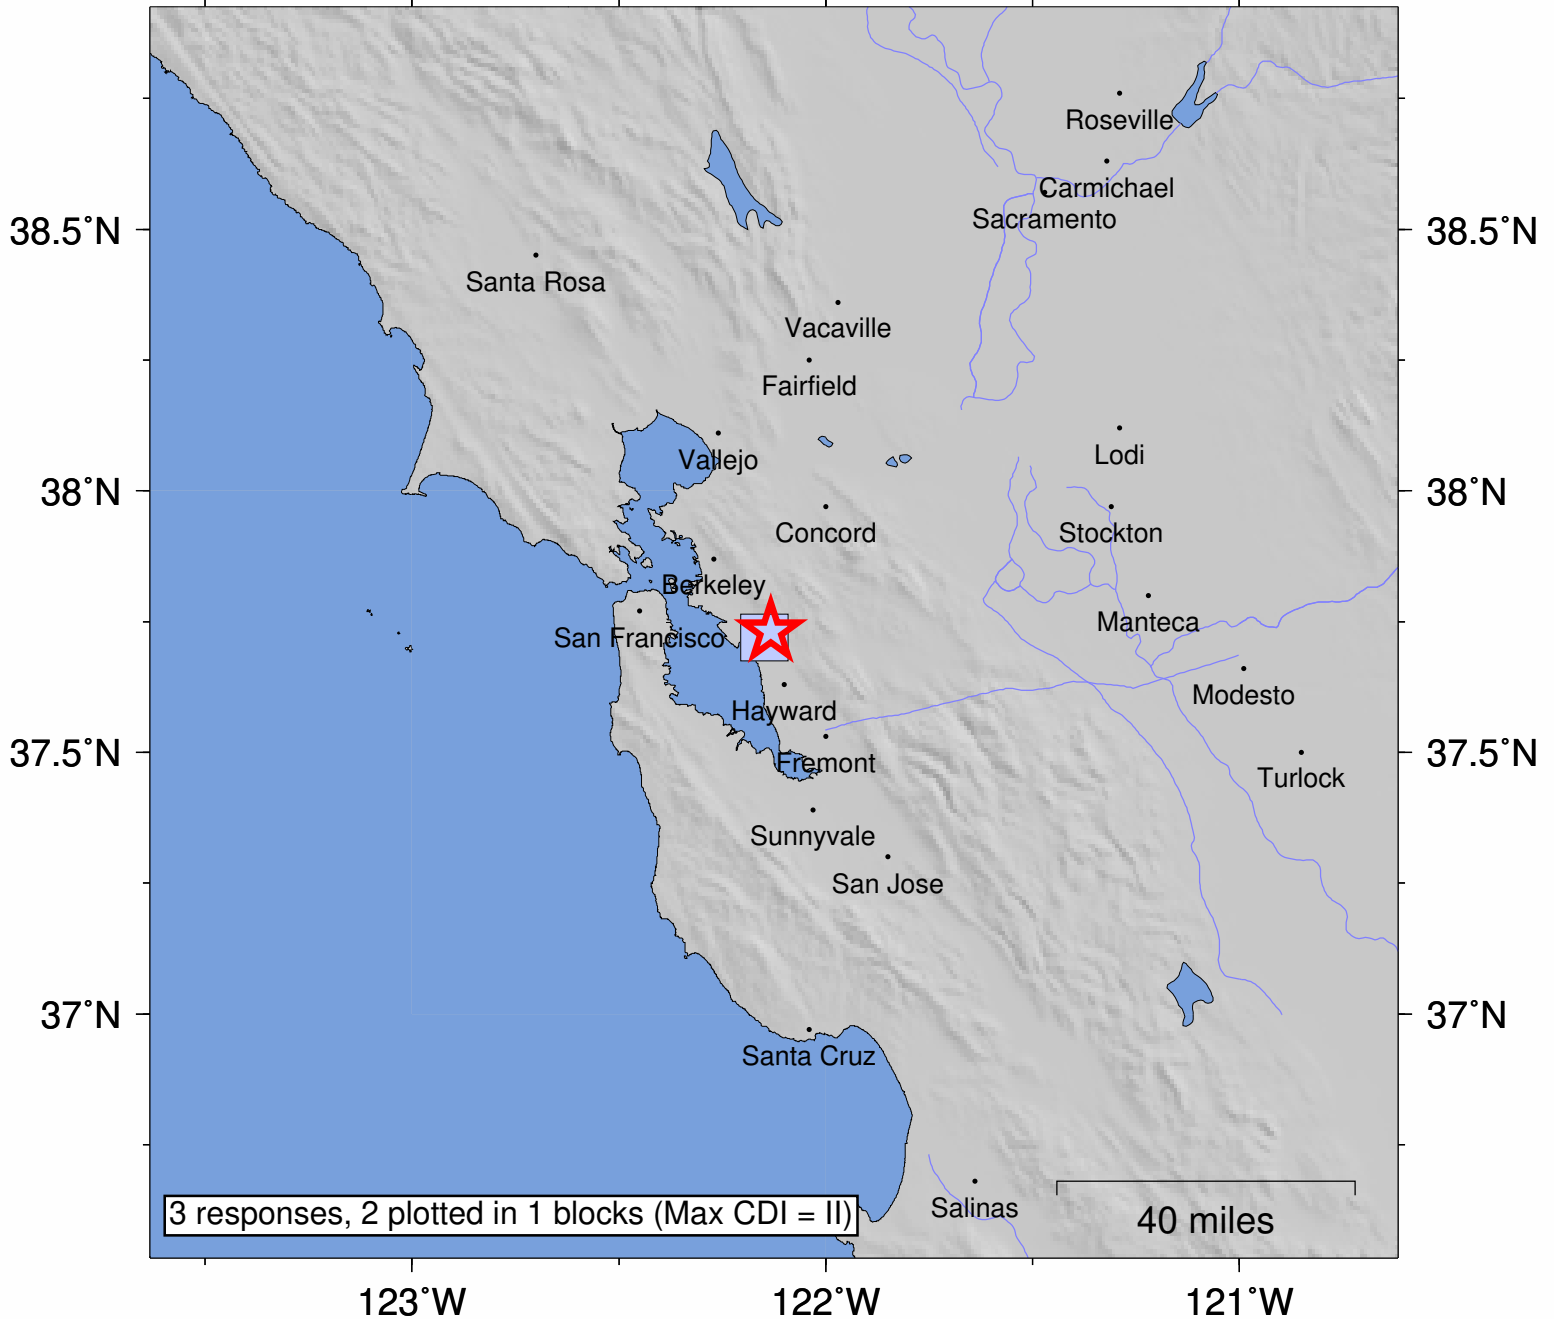 Roseville
Carmichael
Sacramento
38.5˚N
38.5˚N
Santa Rosa
Vacaville
Fairfield
Lodi
Vallejo
38˚N
38˚N
Concord
Stockton
Berkeley
Manteca
San Francisco
Modesto
Hayward
37.5˚N
37.5˚N
Fremont
Turlock
Sunnyvale
San Jose
37˚N
37˚N
Santa Cruz
Salinas
3 responses, 2 plotted in 1 blocks (Max CDI = II)
40 miles
123˚W
122˚W
121˚W